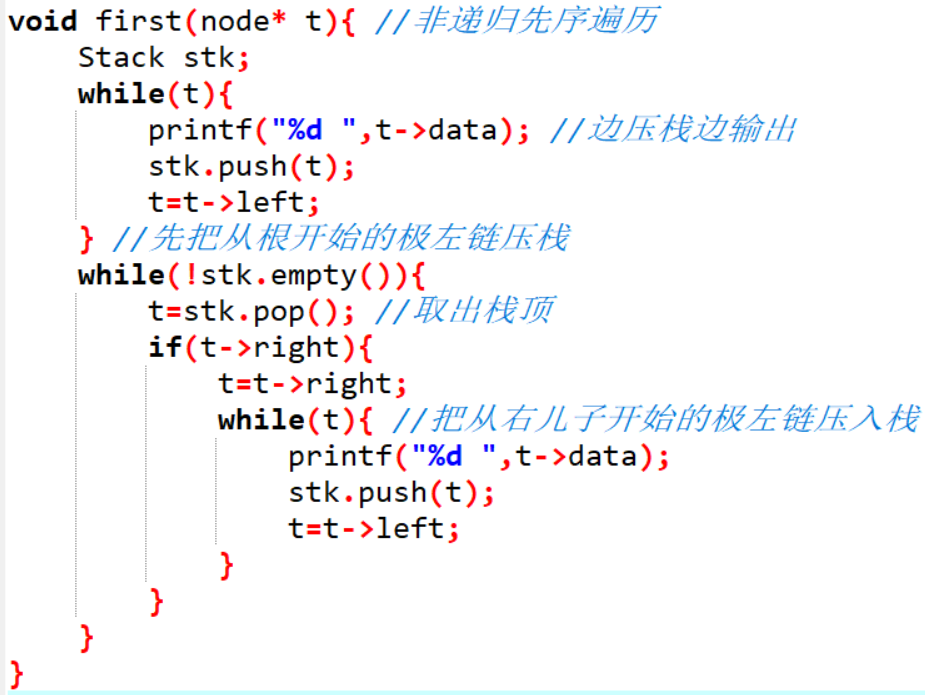 void first(node* t){ //非递归先序遍历
    Stack stk;
    while(t){
        printf("%d ",t->data); //边压栈边输出
        stk.push(t);
        t=t->left;
    } //先把从根开始的极左链压栈
    while(!stk.empty()){
        t=stk.pop(); //取出栈顶
        if(t->right){
            t=t->right;
            while(t){ //把从右儿子开始的极左链压入栈
                printf("%d ",t->data);
                stk.push(t);
                t=t->left;
            }
        }
    }
}